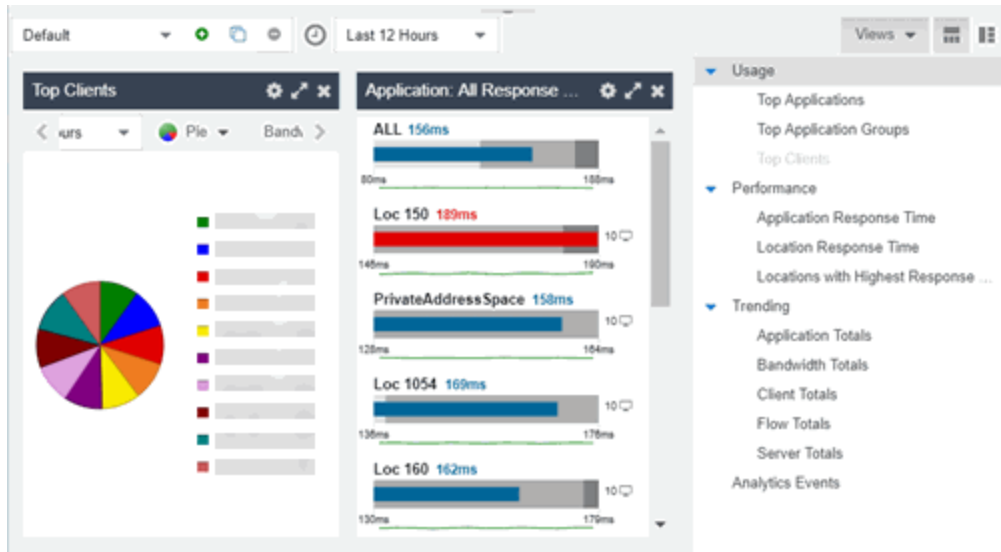 Default
Last 12 Hours
Views
Top Clients
Application: All Response ...
ours
Pie
Bandv
ALL 156ms
80ms 188ms
Loc 150 189ms
10
146ms 190ms
PrivateAddressSpace 158ms
10
128ms 164ms
Loc 1054 169ms
10
136ms 176ms
Loc 160 162ms
10
130ms 179ms
Usage
Top Applications
Top Application Groups
Top Clients
Performance
Application Response Time
Location Response Time
Locations with Highest Response ...
Trending
Application Totals
Bandwidth Totals
Client Totals
Flow Totals
Server Totals
Analytics Events